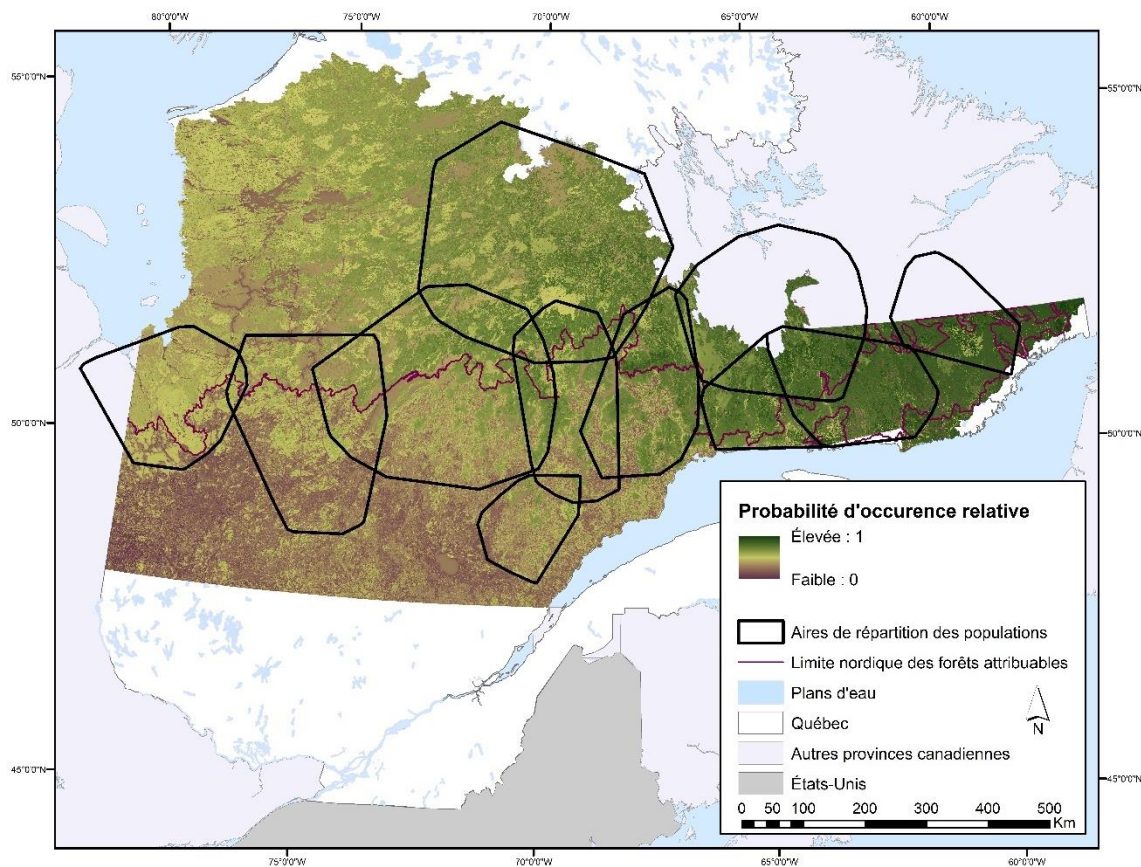 80°0'0"W 75°0'0"W 70°0'0"W 65°0'0"W 60°0'0"W
55°0'0"N 55°0'0"N
50°0'0"N 50°0'0"N
Probabilité d'occurence relative
Élevée : 1
Faible : 0
Aires de répartition des populations
Limite nordique des forêts attribuables
Plans d'eau
Québec
N
Autres provinces canadiennes
45°0'0"N 45°0'0"N
États-Unis
0 50 100 200 300 400 500
Km
75°0'0"W 70°0'0"W 65°0'0"W 60°0'0"W